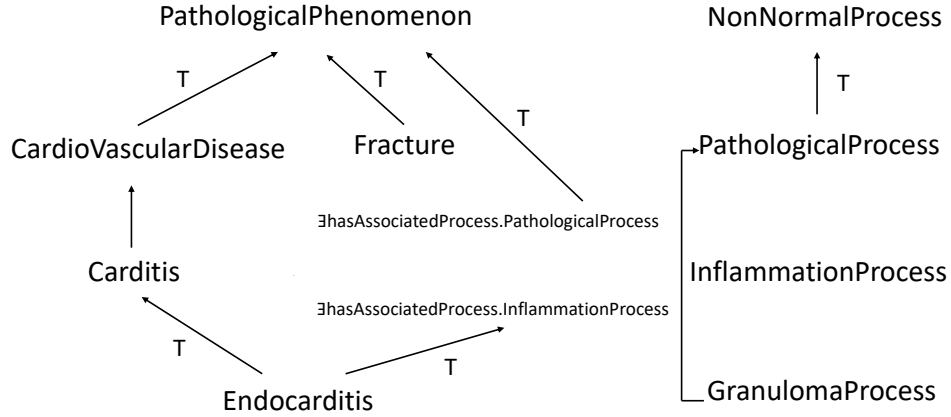 PathologicalPhenomenon
NonNormalProcess
T
T
T
T
CardioVascularDisease
Fracture
PathologicalProcess
∃hasAssociatedProcess.PathologicalProcess
Carditis
InflammationProcess
∃hasAssociatedProcess.InflammationProcess
T
T
Endocarditis
GranulomaProcess